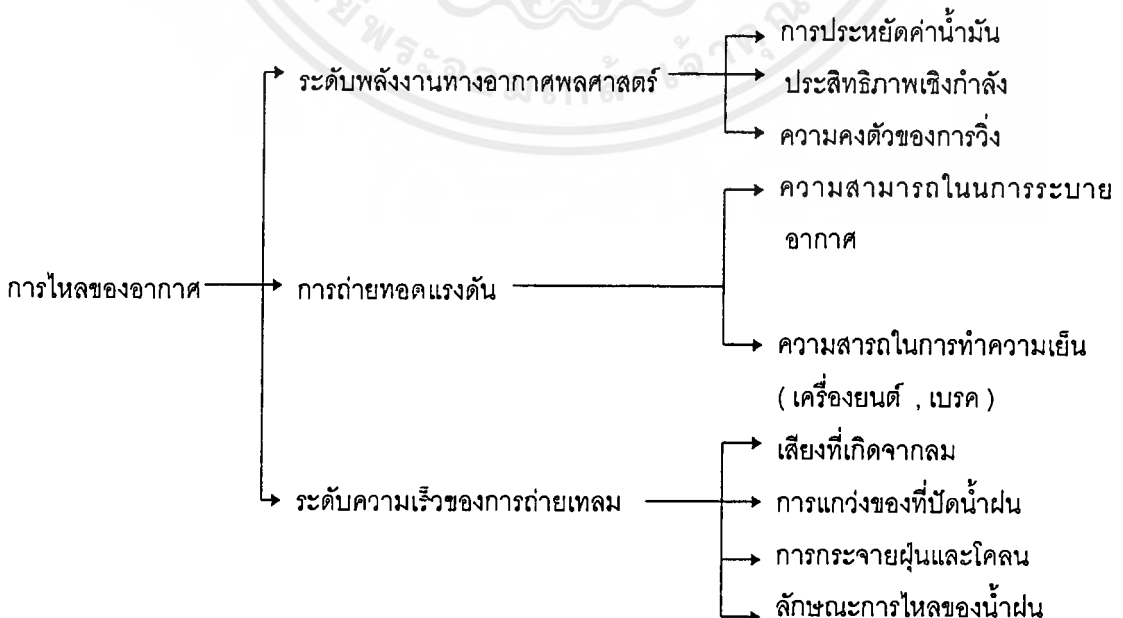 การประหยัดค่าน้ำมัน
ระดับพลังงานทางอากาศพลศาสตร์
ประสิทธิภาพเชิงกำลัง
ความคงตัวของการวิ่ง
ความสามารถในนการระบาย
อากาศ
การไหลของอากาศ
การถ่ายทอดแรงดัน
ความสารถในการทำความเย็น
( เครื่องยนต์ , เบรค )
เสียงที่เกิดจากลม
ระดับความเร็วของการถ่ายเทลม
การแกว่งของที่ปัดน้ำฝน
การกระจายฝุ่นและโคลน
ลักษณะการไหลของน้ำฝน